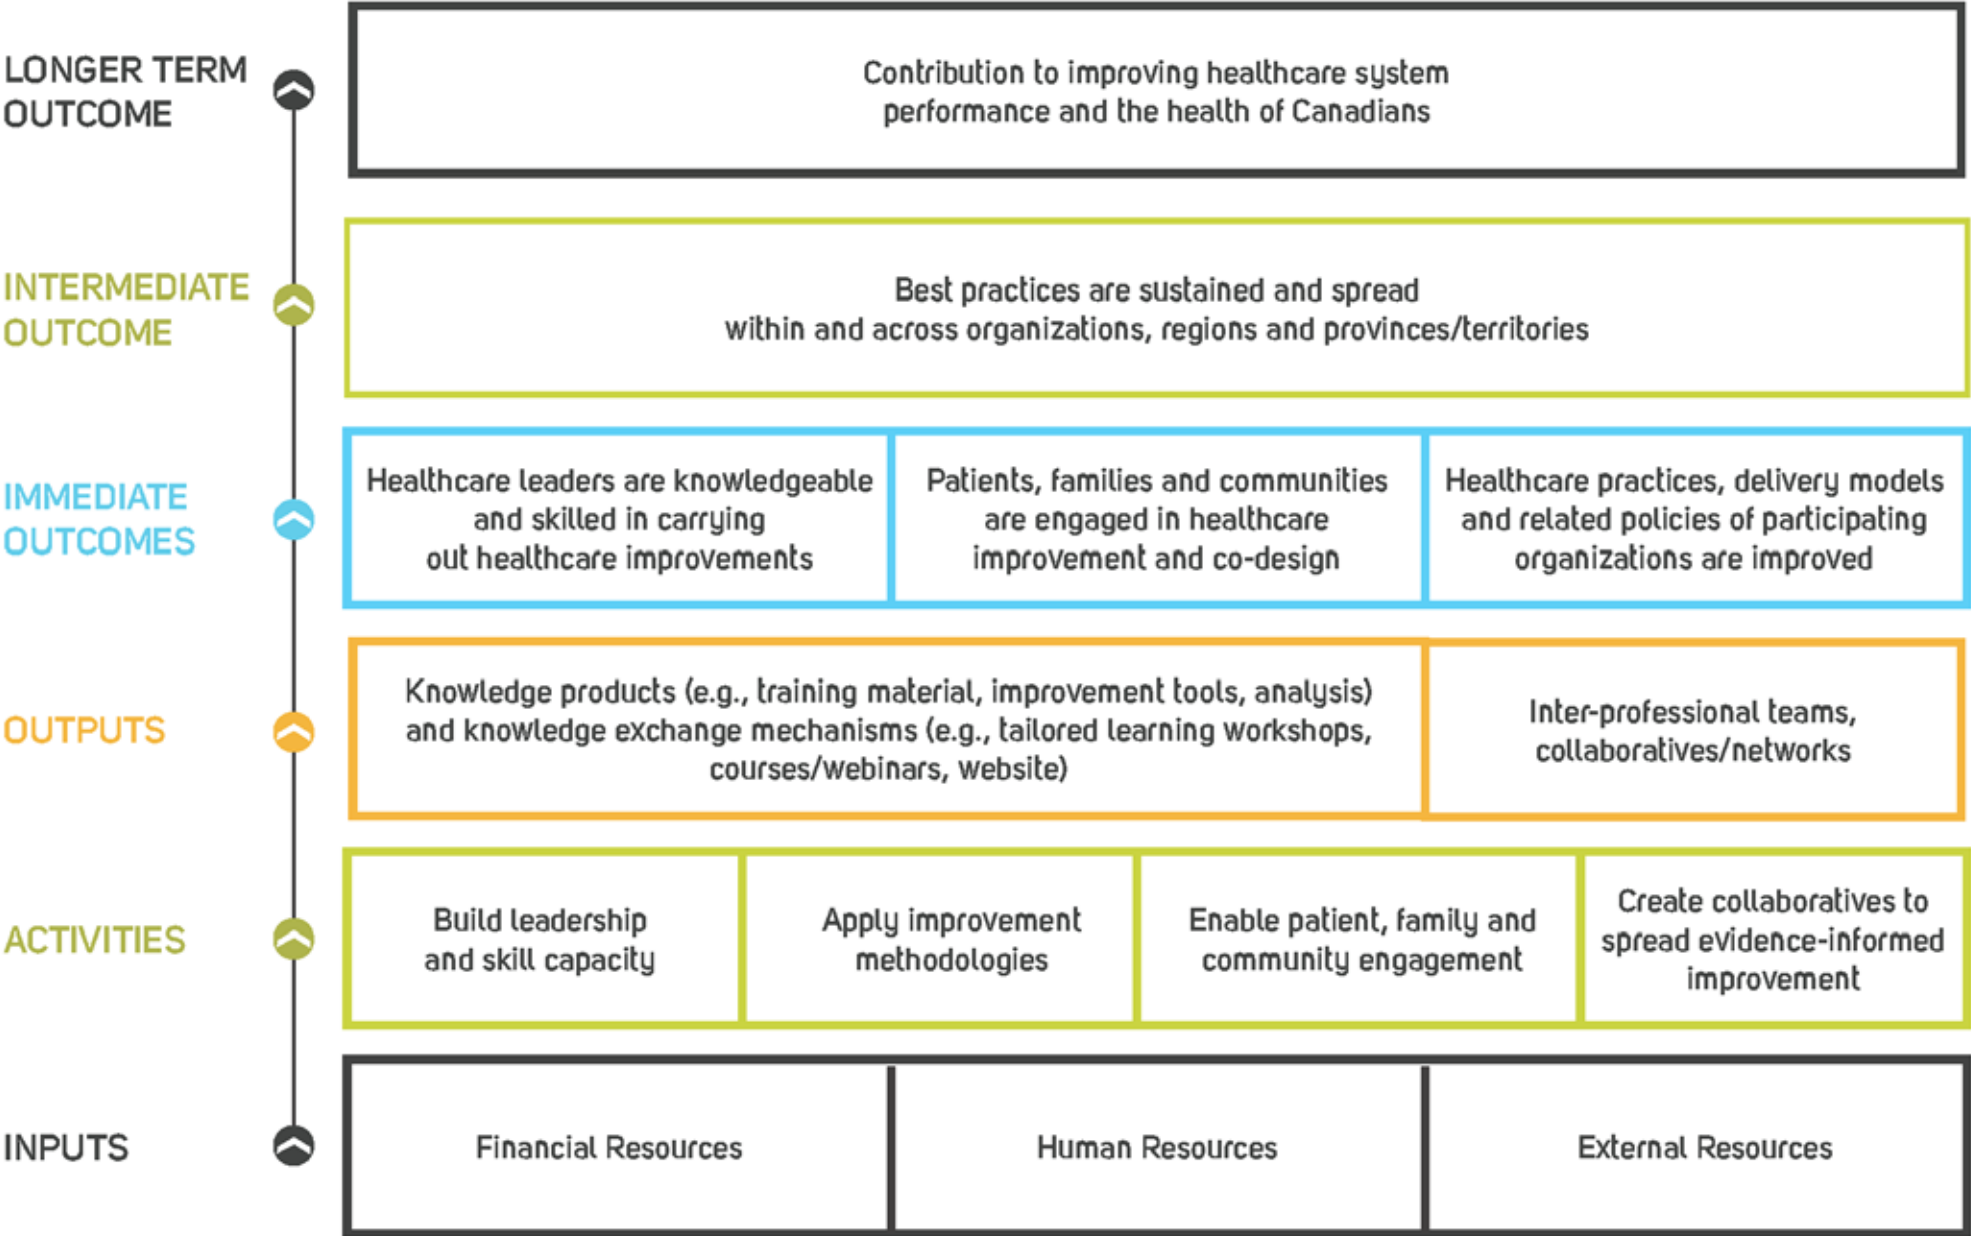 LONGER TERM
OUTCOME
Contribution to improving healthcare system
performance and the health of Canadians
INTERMEDIATE
OUTCOME
Best practices are sustained and spread
within and across organizations, regions and provinces/territories
IMMEDIATE
OUTCOMES
Healthcare leaders are knowledgeable
and skilled in carrying
out healthcare improvements
Patients, families and communities
are engaged in healthcare
improvement and co-design
Healthcare practices, delivery models
and related policies of participating
organizations are improved
OUTPUTS
Knowledge products (e.g., training material, improvement tools, analysis)
and knowledge exchange mechanisms (e.g., tailored learning workshops,
courses/webinars, website)
Inter-professional teams,
collaboratives/networks
ACTIVITIES
Build leadership
and skill capacity
Apply improvement
methodologies
Enable patient, family and
community engagement
Create collaboratives to
spread evidence-informed
improvement
INPUTS
Financial Resources
Human Resources
External Resources